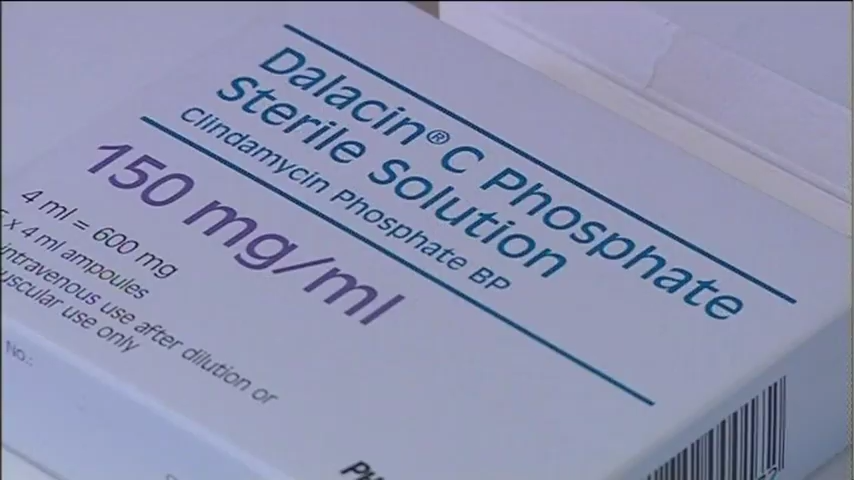 Dalacin® C Phosphate
sterile solution
Clindamycin Phosphate BP
150 mg/ml
4 ml = 600 mg
x 4 ml ampoules
intravenous use after dilution or
use only
No.: